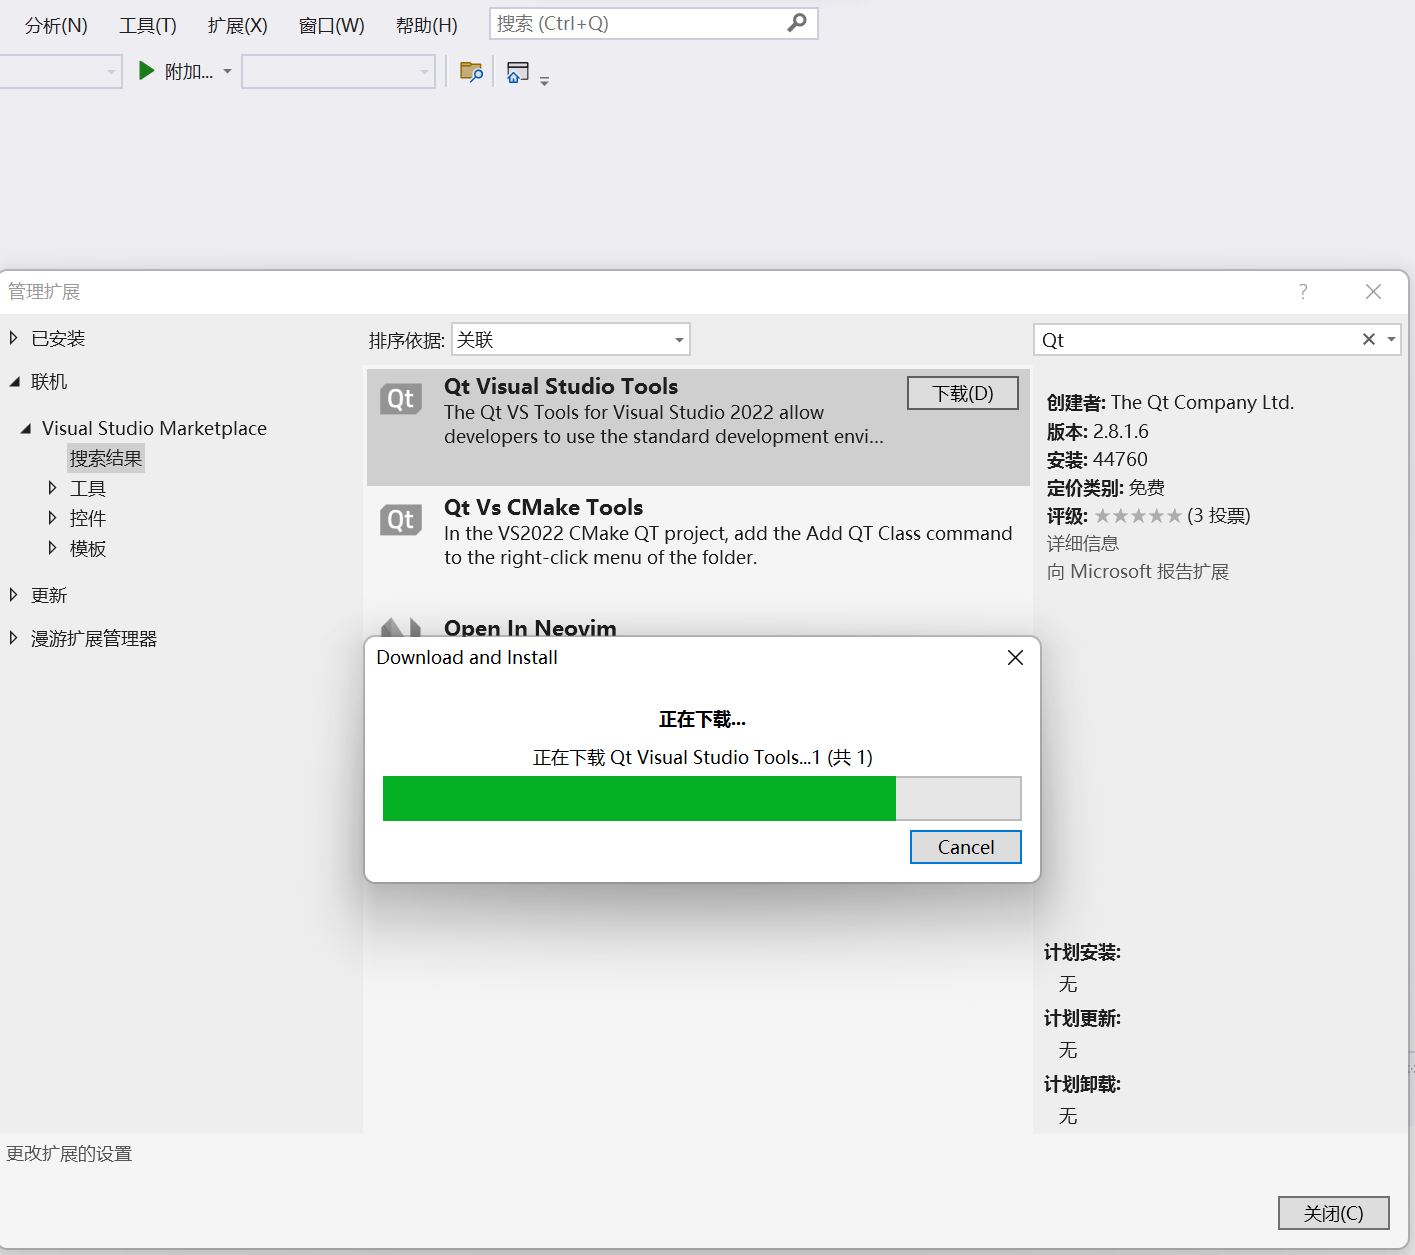 分析(N) 工具(T) 扩展(X) 窗口(W) 帮助(H) 搜索 (Ctrl+Q)
附加...
管理扩展
?
已安装
联机
Visual Studio Marketplace
搜索结果
工具
控件
模板
更新
漫游扩展管理器
排序依据: 关联
Qt
Qt Visual Studio Tools
下载(D)
The Qt VS Tools for Visual Studio 2022 allow
developers to use the standard development envi...
Qt
Qt Vs CMake Tools
In the VS2022 CMake QT project, add the Add QT Class command
to the right-click menu of the folder.
Qt
Open In Neovim
Download and Install
正在下载...
正在下载 Qt Visual Studio Tools...1 (共 1)
Cancel
Qt
创建者: The Qt Company Ltd.
版本: 2.8.1.6
安装: 44760
定价类别: 免费
评级: ★★★★★ (3 投票)
详细信息
向 Microsoft 报告扩展
计划安装:
无
计划更新:
无
计划卸载:
无
更改扩展的设置
关闭(C)